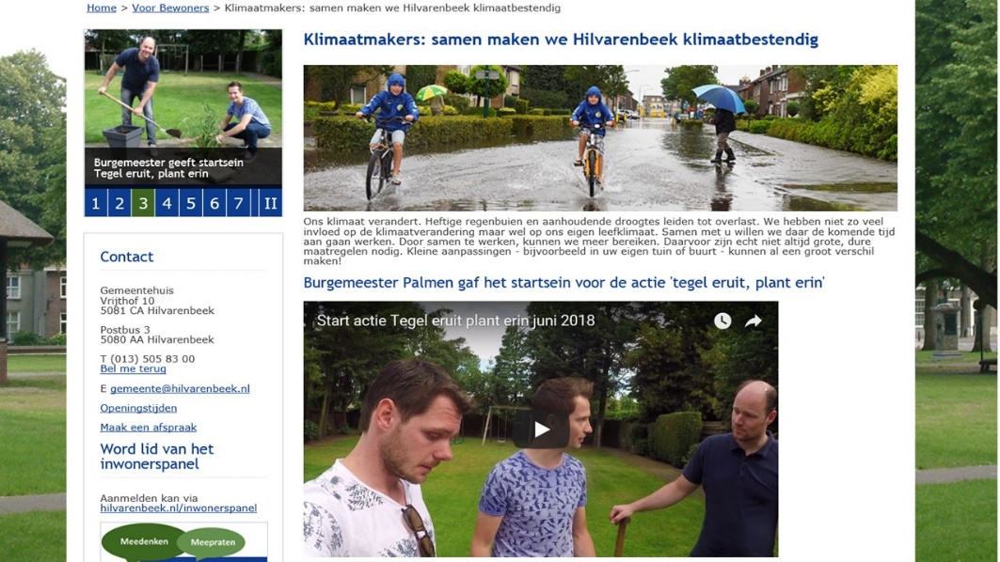 Home > Voor Bewoners > Klimaatmakers: samen maken we Hilvarenbeek klimaatbestendig
Burgemeester geeft startsein
Tegel eruit, plant erin
1 2 3 4 5 6 7 II
Contact
Gemeentehuis
Vrijthof 10
5081 CA Hilvarenbeek
Postbus 3
5080 AA Hilvarenbeek
T (013) 505 83 00
Bel me terug
E gemeente@hilvarenbeek.nl
Openingstijden
Maak een afspraak
Word lid van het
inwonerspanel
Aanmelden kan via
hilvarenbeek.nl/inwonerspanel
Meedenken Meepraten
Klimaatmakers: samen maken we Hilvarenbeek klimaatbestendig
Ons klimaat verandert. Heftige regenbuien en aanhoudende droogtes leiden tot overlast. We hebben niet zo veel
invloed op de klimaatverandering maar wel op ons eigen leefklimaat. Samen met u willen we daar de komende tijd
aan gaan werken. Door samen te werken, kunnen we meer bereiken. Daarvoor zijn echt niet altijd grote, dure
maatregelen nodig. Kleine aanpassingen - bijvoorbeeld in uw eigen tuin of buurt - kunnen al een groot verschil
maken!
Burgemeester Palmen gaf het startsein voor de actie 'tegel eruit, plant erin'
Start actie Tegel eruit plant erin juni 2018